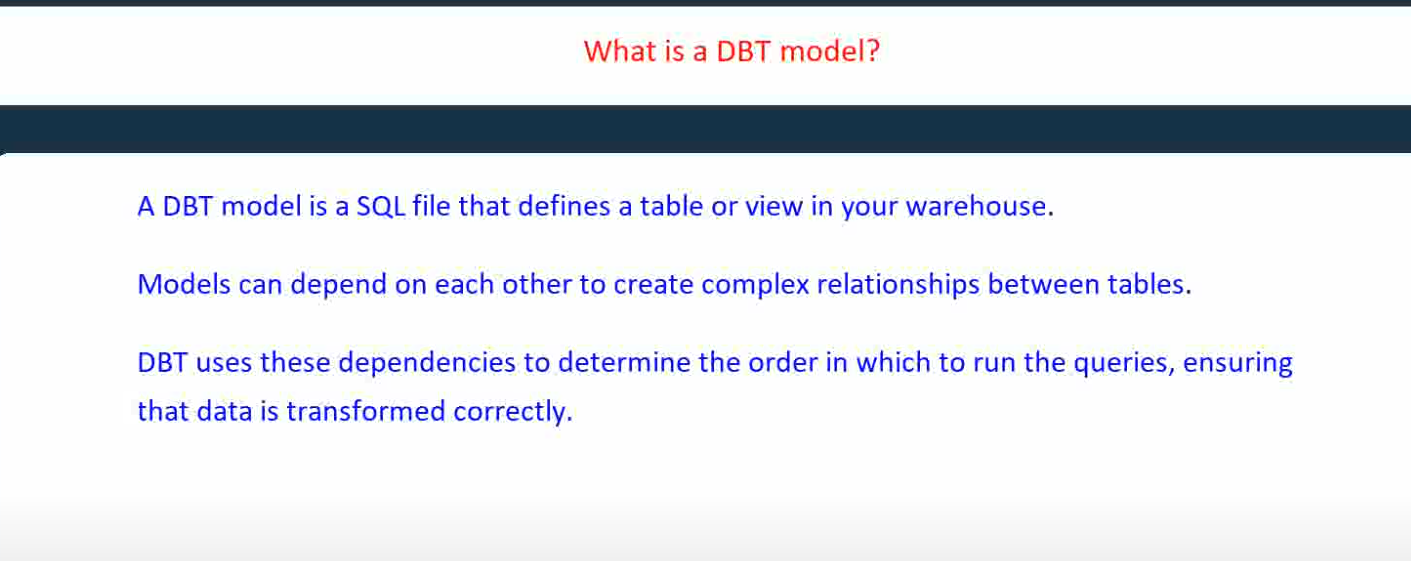 What is a DBT model?
A DBT model is a SQL file that defines a table or view in your warehouse.
Models can depend on each other to create complex relationships between tables.
DBT uses these dependencies to determine the order in which to run the queries, ensuring
that data is transformed correctly.